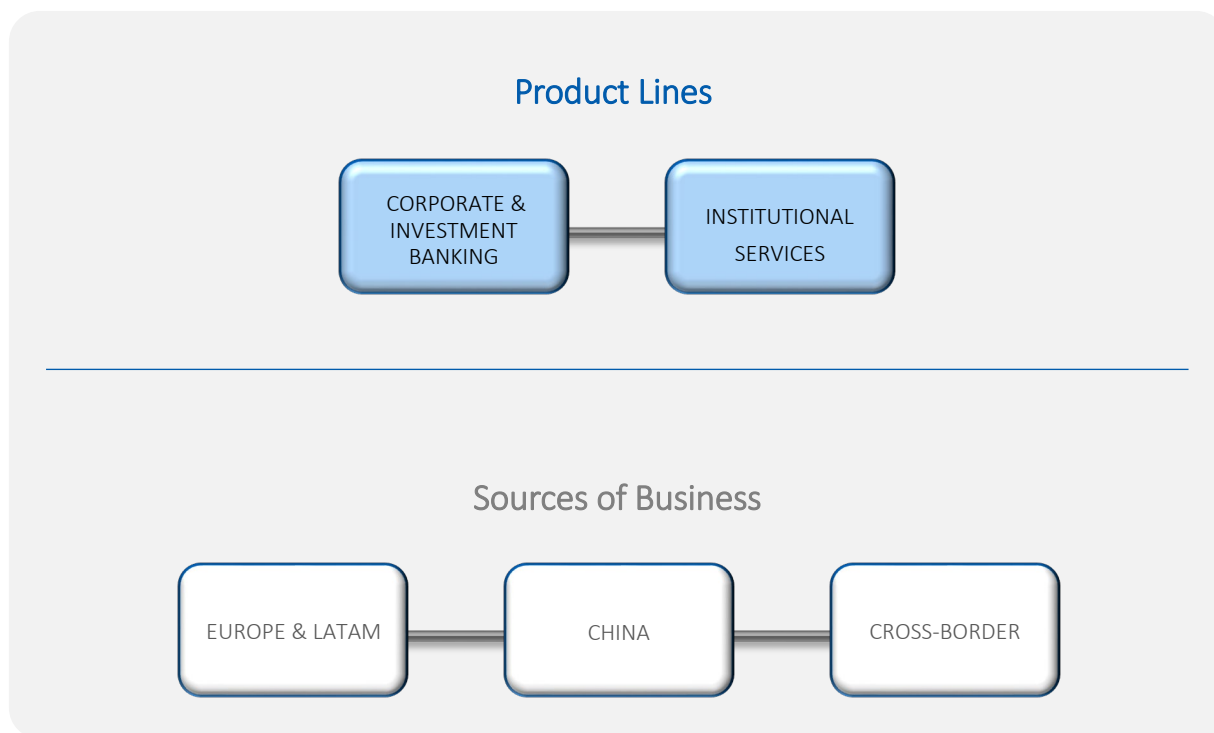 Product Lines
CORPORATE &
INVESTMENT
BANKING
INSTITUTIONAL
SERVICES
Sources of Business
EUROPE & LATAM
CHINA
CROSS-BORDER